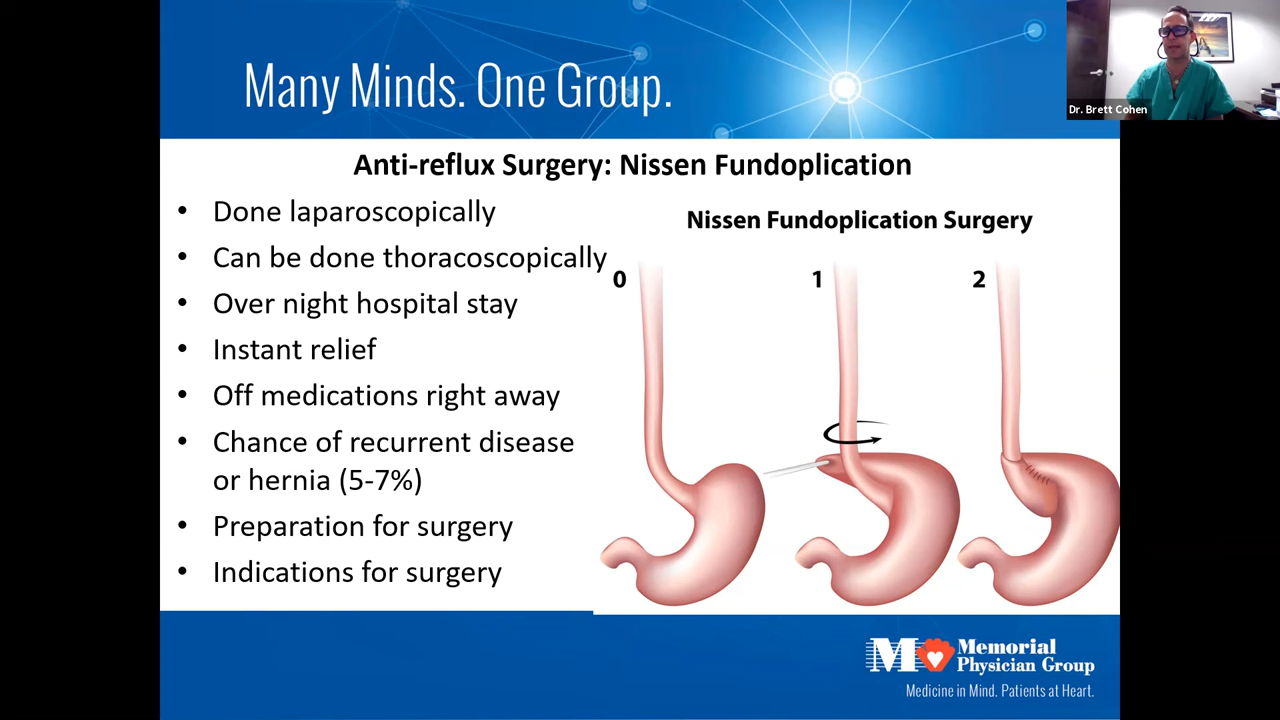 Many Minds. One Group.
Dr. Brett Cohen
Anti-reflux Surgery: Nissen Fundoplication
• Done laparoscopically
• Can be done thoracoscopically
• Over night hospital stay
• Instant relief
• Off medications right away
• Chance of recurrent disease
or hernia (5-7%)
• Preparation for surgery
• Indications for surgery
Nissen Fundoplication Surgery
0
1
2
M
Memorial
Physician Group
Medicine in Mind. Patients at Heart.